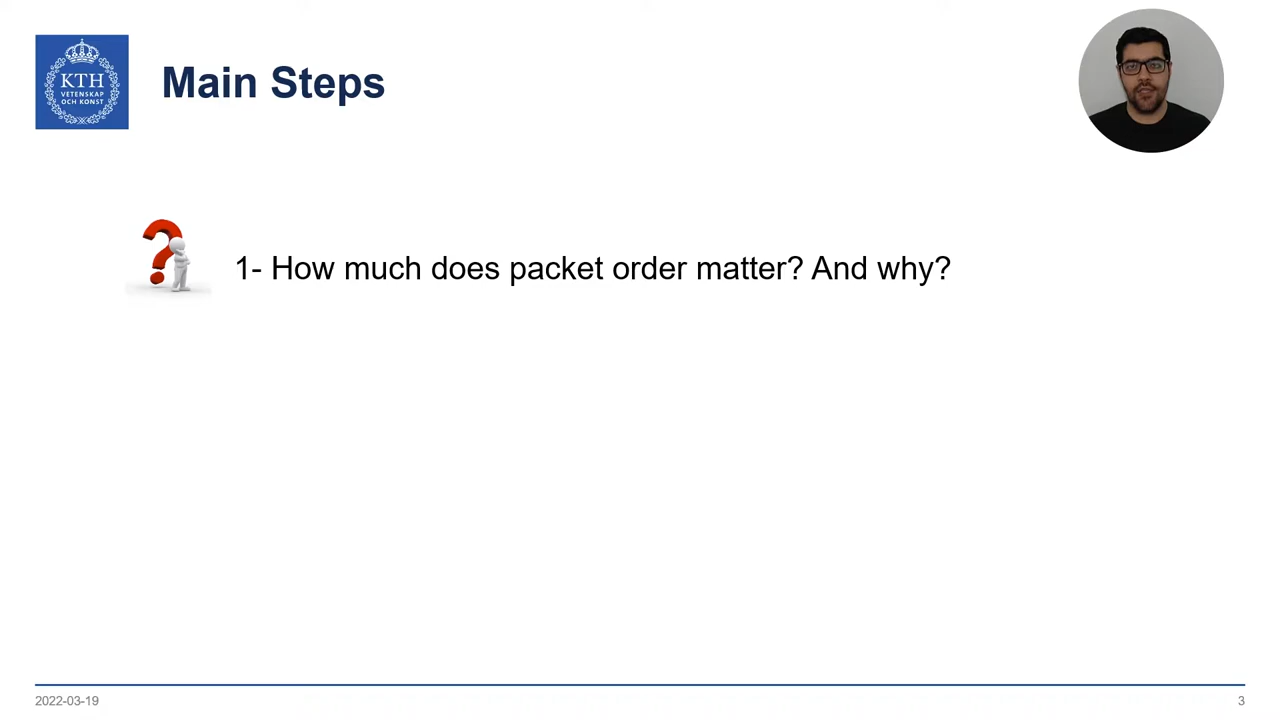 KTH
VETENSKAP
OCH KONST
Main Steps
1- How much does packet order matter? And why?
2022-03-19
3